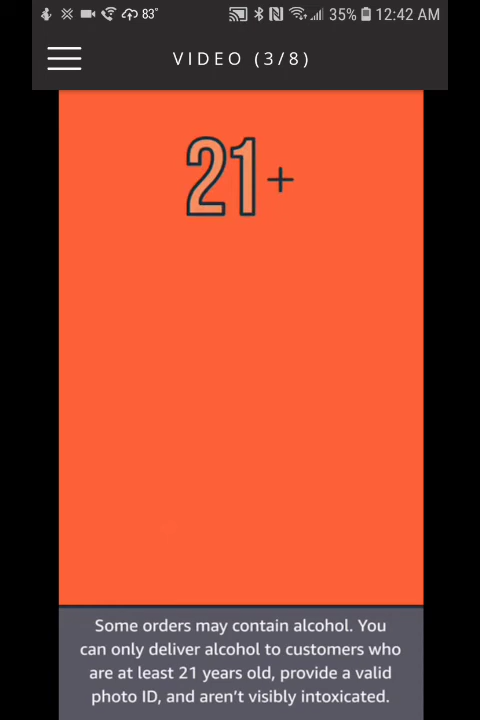 83° 35% 12:42 AM
VIDEO (3/8)
21+
Some orders may contain alcohol. You
can only deliver alcohol to customers who
are at least 21 years old, provide a valid
photo ID, and aren't visibly intoxicated.